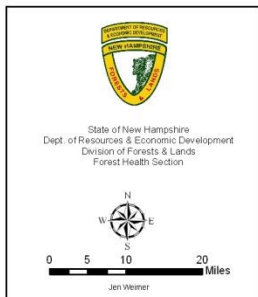 DEPARTMENT OF RESOURCES
& ECONOMIC DEVELOPMENT
NEW HAMPSHIRE
FORESTS & LANDS
State of New Hampshire
Dept. of Resources & Economic Development
Division of Forests & Lands
Forest Health Section
N
W E
S
0 5 10 20
Miles
Jen Weimer